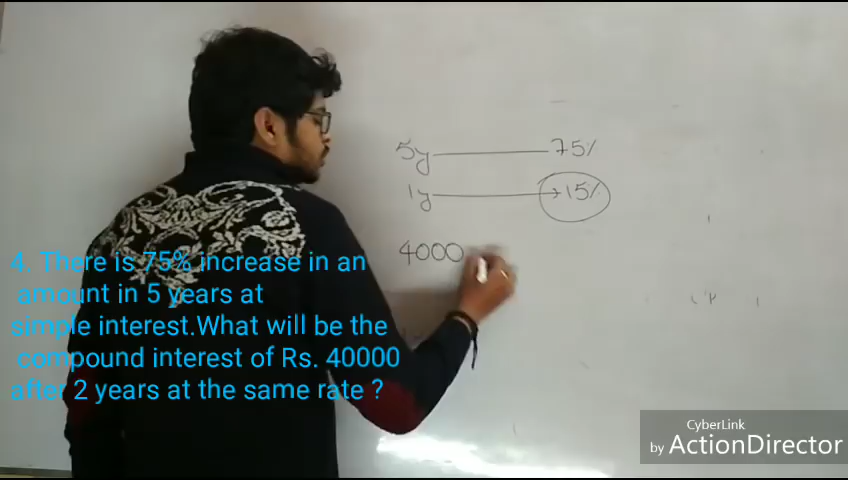 5y 75%
1y 15%
4000
4. There is 75% increase in an
amount in 5 years at
simple interest.What will be the
compound interest of Rs. 40000
after 2 years at the same rate ?
CyberLink
by ActionDirector